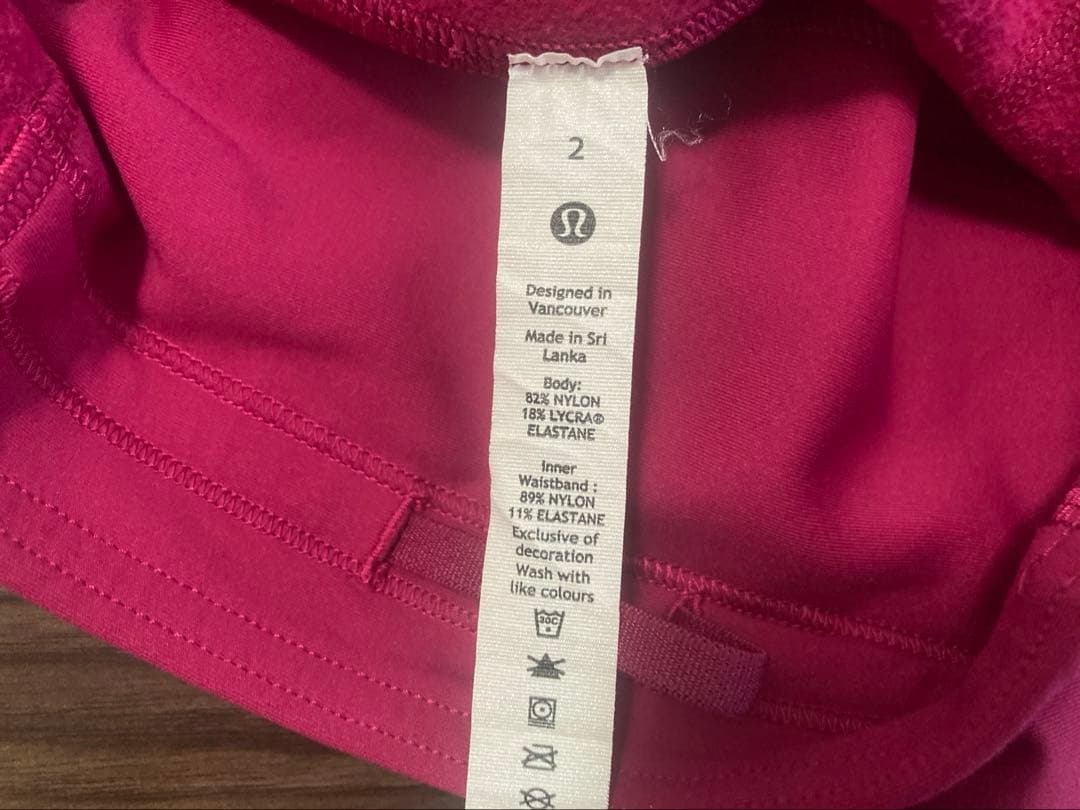 2
Designed in
Vancouver
Made in Sri
Lanka
Body:
82% NYLON
18% LYCRA®
ELASTANE
Inner
Waistband :
89% NYLON
11% ELASTANE
Exclusive of
decoration
Wash with
like colours
30C